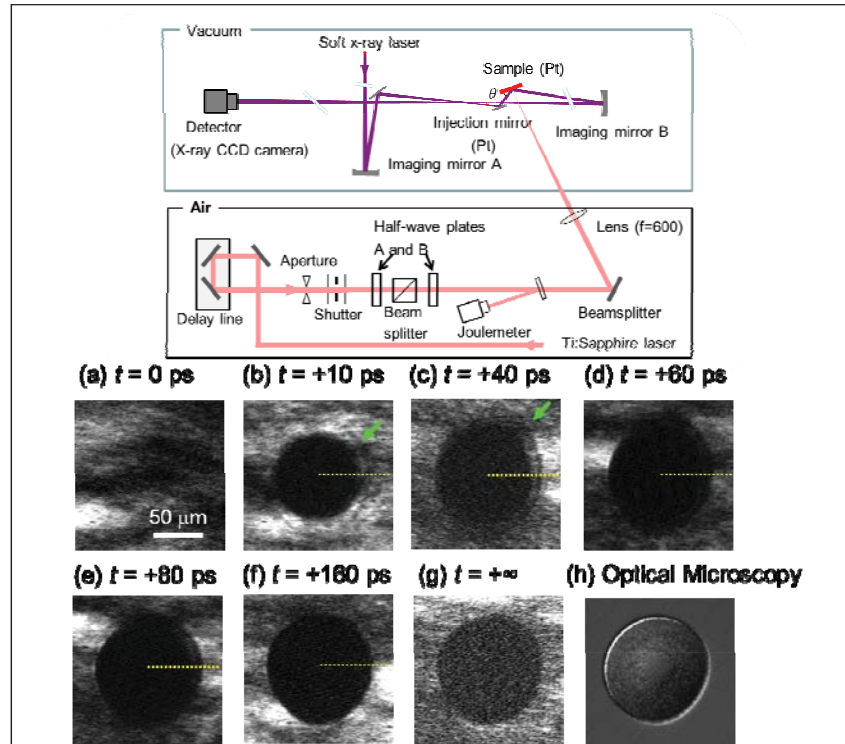 Vacuum
Soft x-ray laser
Sample (Pt)
θ
Detector
(X-ray CCD camera)
Injection mirror
(Pt)
Imaging mirror B
Imaging mirror A
Air
Half-wave plates
A and B
Lens (f=600)
Aperture
Delay line
Shutter
Beam
splitter
Joulemeter
Beamsplitter
Ti:Sapphire laser
(a) t = 0 ps
(b) t = +10 ps
(c) t = +40 ps
(d) t = +60 ps
50 μm
(e) t = +80 ps
(f) t = +160 ps
(g) t = +∞
(h) Optical Microscopy